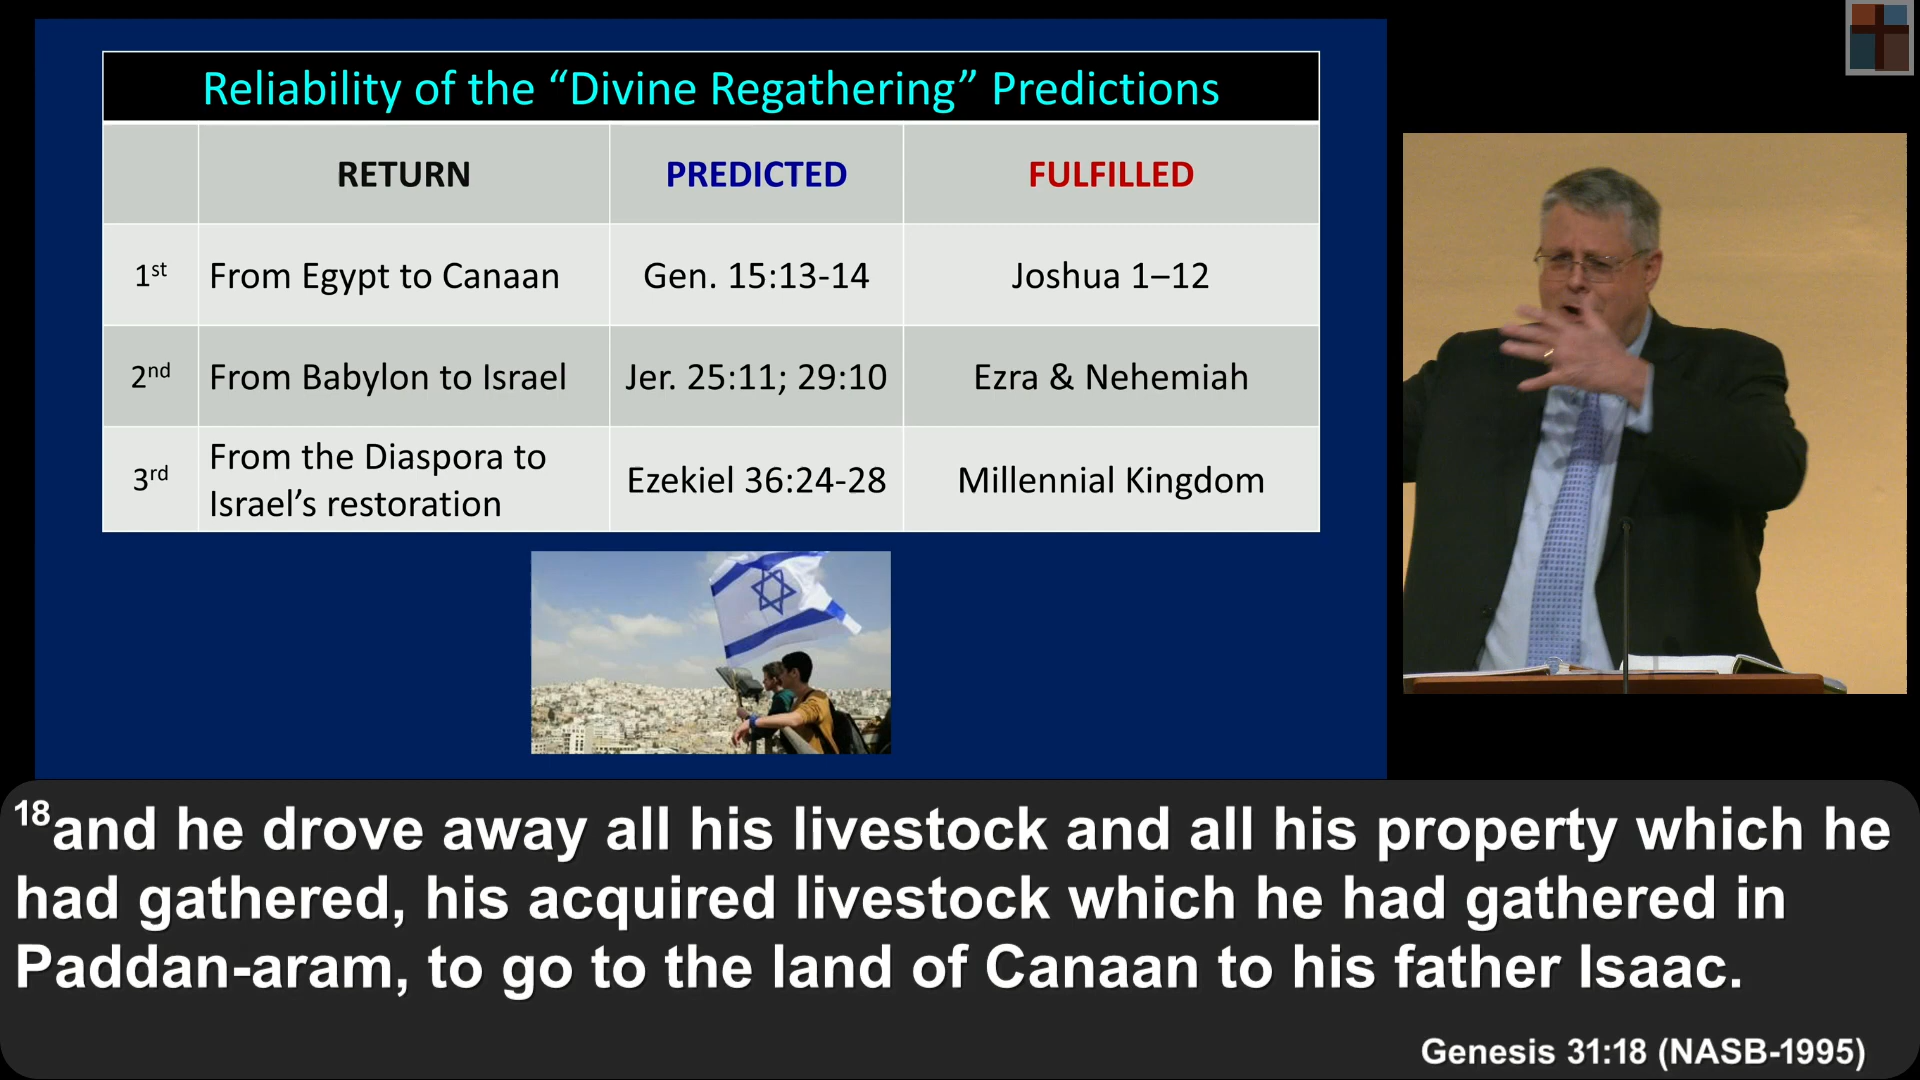 Reliability of the “Divine Regathering” Predictions
RETURN PREDICTED FULFILLED
1st From Egypt to Canaan Gen. 15:13-14 Joshua 1–12
2nd From Babylon to Israel Jer. 25:11; 29:10 Ezra & Nehemiah
3rd From the Diaspora to
Israel’s restoration Ezekiel 36:24-28 Millennial Kingdom
18and he drove away all his livestock and all his property which he
had gathered, his acquired livestock which he had gathered in
Paddan-aram, to go to the land of Canaan to his father Isaac.
Genesis 31:18 (NASB-1995)